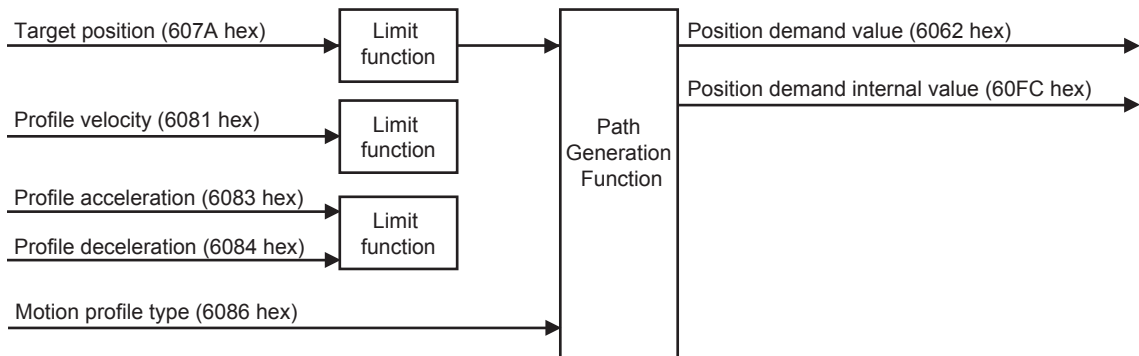 Target position (607A hex)
Limit
function
Position demand value (6062 hex)
Position demand internal value (60FC hex)
Profile velocity (6081 hex)
Limit
function
Path
Generation
Function
Profile acceleration (6083 hex)
Limit
function
Profile deceleration (6084 hex)
Motion profile type (6086 hex)